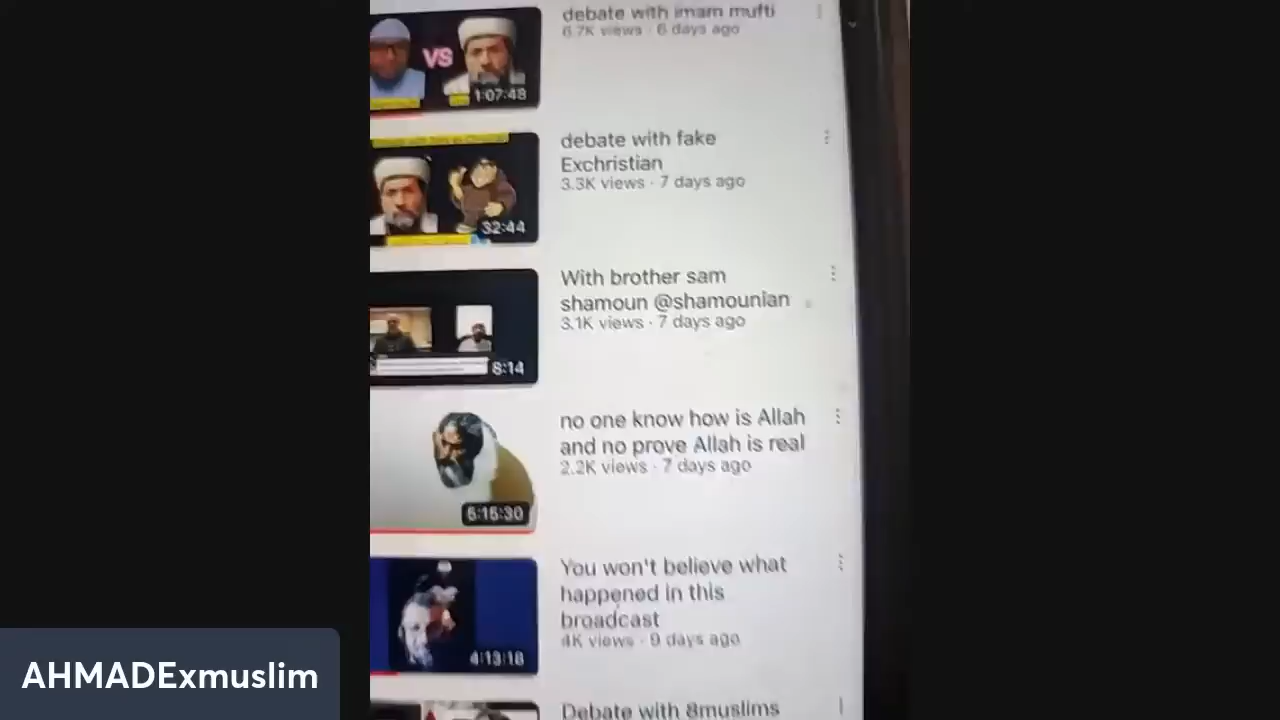 debate with imam mufti
6.7K views · 6 days ago
VS
1:07:48
debate with fake
Exchristian
3.3K views · 7 days ago
32:44
With brother sam
shamoun @shamounian
3.1K views · 7 days ago
8:14
no one know how is Allah
and no prove Allah is real
2.2K views · 7 days ago
5:15:30
You won't believe what
happened in this
broadcast
4K views · 9 days ago
4:13:18
Debate with 8muslims
AHMADExmuslim